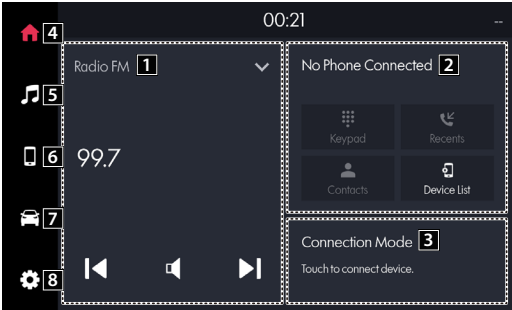 00:21
--
4
Radio FM 1
No Phone Connected 2
5
Keypad
Recents
6
99.7
Contacts
Device List
7
Connection Mode 3
Touch to connect device.
8